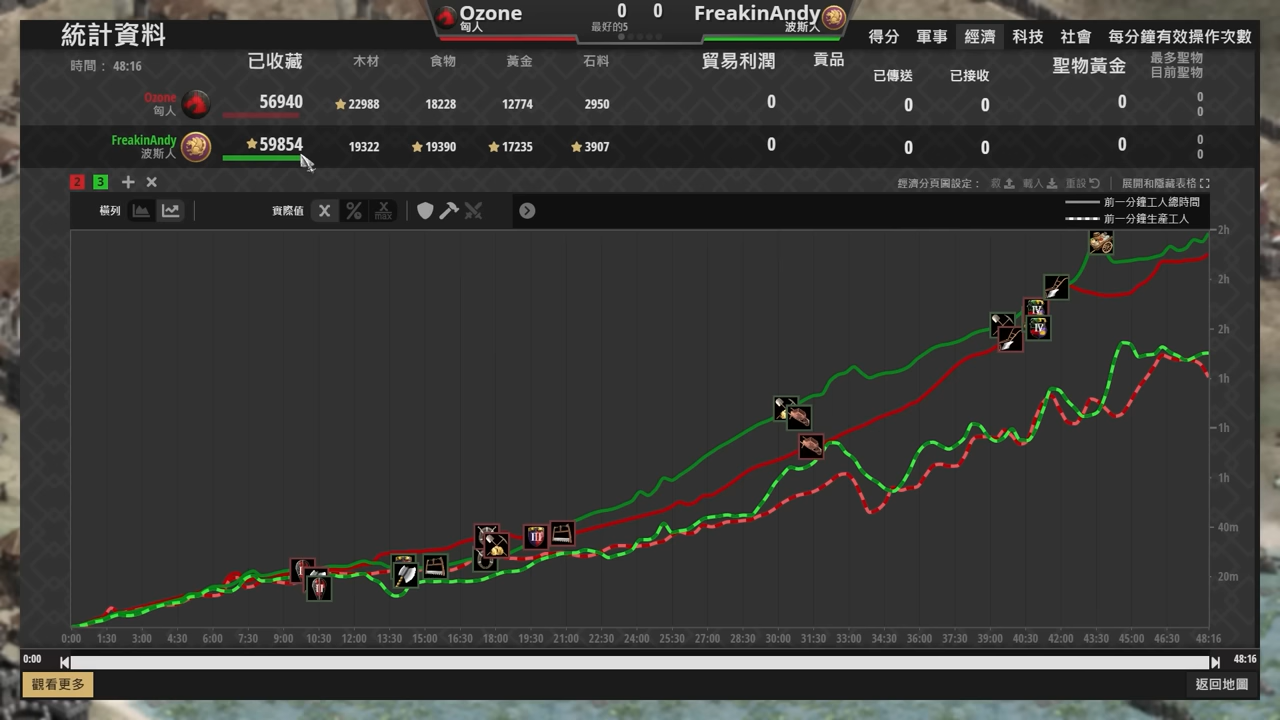 Ozone
匈人
0 0
最好的5
FreakinAndy
波斯人
統計資料
得分 軍事 經濟 科技 社會 每分鐘有效操作次數
時間： 48:16
已收藏 木材 食物 黃金 石料 貿易利潤 貢品 聖物黃金 最多聖物
已傳送 已接收 目前聖物
Ozone
匈人
56940 22988 18228 12774 2950 0 0 0 0 0
0
FreakinAndy
波斯人
59854 19322 19390 17235 3907 0 0 0 0 0
0
2 3
經濟分頁圖設定： 載入 重設 展開和隱藏表格
橫列 實際值 X % X
max
前一分鐘工人總時間
前一分鐘生產工人
2h
2h
2h
1h
1h
1h
40m
20m
IV
IV
III
II
0:00 1:30 3:00 4:30 6:00 7:30 9:00 10:30 12:00 13:30 15:00 16:30 18:00 19:30 21:00 22:30 24:00 25:30 27:00 28:30 30:00 31:30 33:00 34:30 36:00 37:30 39:00 40:30 42:00 43:30 45:00 46:30 48:16
0:00 48:16
觀看更多 返回地圖